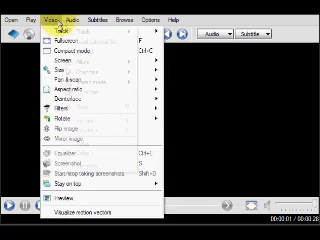 Open Play Video Audio Subtitles Browse Options Help
Track
Fullscreen F
Compact mode Ctrl+C
Audio Subtitle
Screen
Size
Pan & scan
Aspect ratio
Deinterlace
Filters
Rotate
Flip image
Mirror image
Equalizer Ctrl+L
Screenshot S
Start/stop taking screenshots Ctrl+Shift+S
Stay on top
Preview
Visualize motion vectors
00:00:01 / 00:00:28